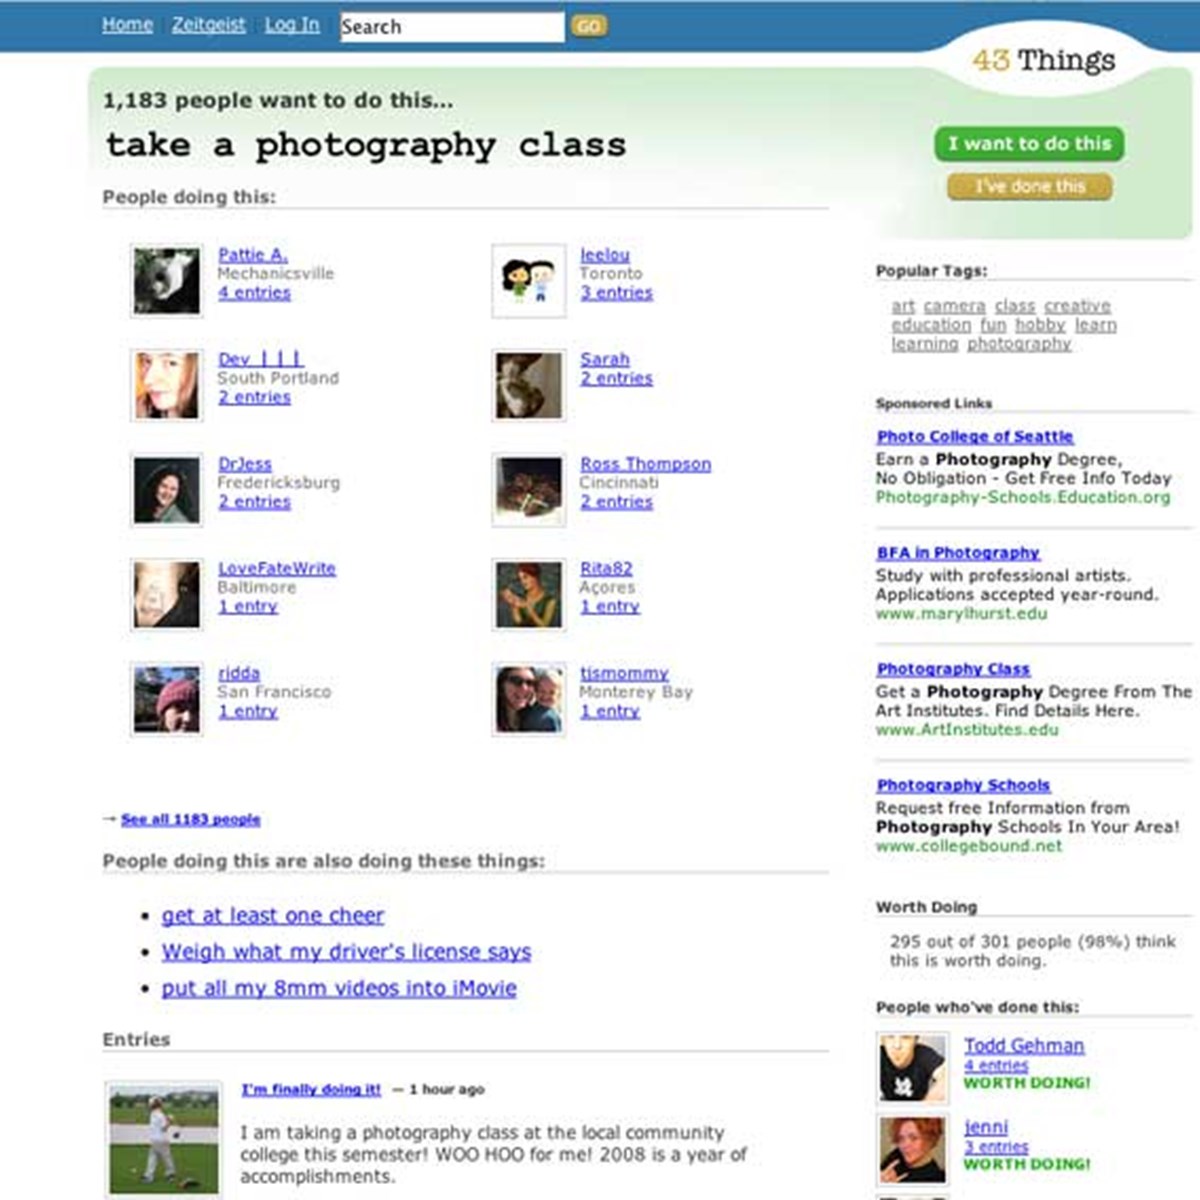 Home Zeitgeist Log In Search GO
43 Things
1,183 people want to do this...
take a photography class
I want to do this
I've done this
People doing this:
Pattie A.
Mechanicsville
4 entries
leelou
Toronto
3 entries
Dev_|_|_|
South Portland
2 entries
Sarah
2 entries
DrJess
Fredericksburg
2 entries
Ross Thompson
Cincinnati
2 entries
LoveFateWrite
Baltimore
1 entry
Rita82
Açores
1 entry
ridda
San Francisco
1 entry
tismommy
Monterey Bay
1 entry
→ See all 1183 people
People doing this are also doing these things:
• get at least one cheer
• Weigh what my driver's license says
• put all my 8mm videos into iMovie
Entries
I'm finally doing it! — 1 hour ago
I am taking a photography class at the local community
college this semester! WOO HOO for me! 2008 is a year of
accomplishments.
Popular Tags:
art camera class creative
education fun hobby learn
learning photography
Sponsored Links
Photo College of Seattle
Earn a Photography Degree,
No Obligation - Get Free Info Today
Photography-Schools.Education.org
BFA in Photography
Study with professional artists.
Applications accepted year-round.
www.marylhurst.edu
Photography Class
Get a Photography Degree From The
Art Institutes. Find Details Here.
www.ArtInstitutes.edu
Photography Schools
Request free Information from
Photography Schools In Your Area!
www.collegebound.net
Worth Doing
295 out of 301 people (98%) think
this is worth doing.
People who've done this:
Todd Gehman
4 entries
WORTH DOING!
jenni
3 entries
WORTH DOING!